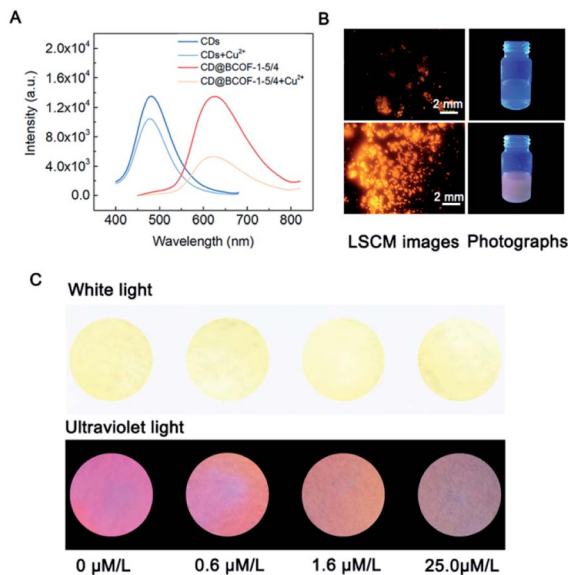 A
2.0x10⁴
1.6x10⁴
1.2x10⁴
8.0x10³
4.0x10³
0.0
Intensity (a.u.)
CDs
CDs+Cu²⁺
CD@BCOF-1-5/4
CD@BCOF-1-5/4+Cu²⁺
400 500 600 700 800
Wavelength (nm)
B
2 mm
2 mm
LSCM images Photographs
C
White light
Ultraviolet light
0 µM/L 0.6 µM/L 1.6 µM/L 25.0µM/L